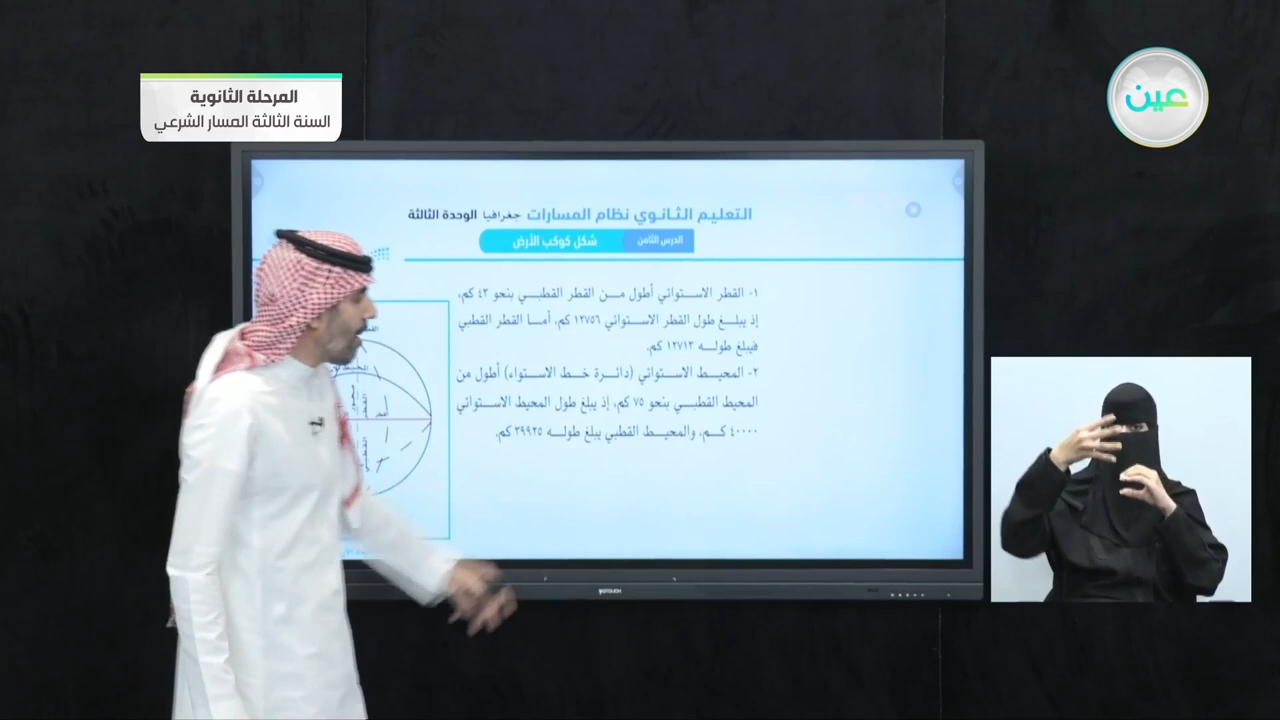 المرحلة الثانوية
السنة الثالثة المسار الشرعي
عين
التعليم الثانوي نظام المسارات جغرافيا الوحدة الثالثة
الدرس الثامن شكل كوكب الأرض
١- القطر الاستوائي أطول من القطر القطبي بنحو ٤٣ كم،
إذ يبلغ طول القطر الاستوائي ١٢٧٥٦ كم، أما القطر القطبي
فيبلغ طوله ١٢٧١٣ كم.
٢- المحيط الاستوائي (دائرة خط الاستواء) أطول من
المحيط القطبي بنحو ٧٥ كم، إذ يبلغ طول المحيط الاستوائي
٤٠٠٠٠ كم، والمحيط القطبي يبلغ طوله ٣٩٩٢٥ كم.
محور
القطر
القطبي